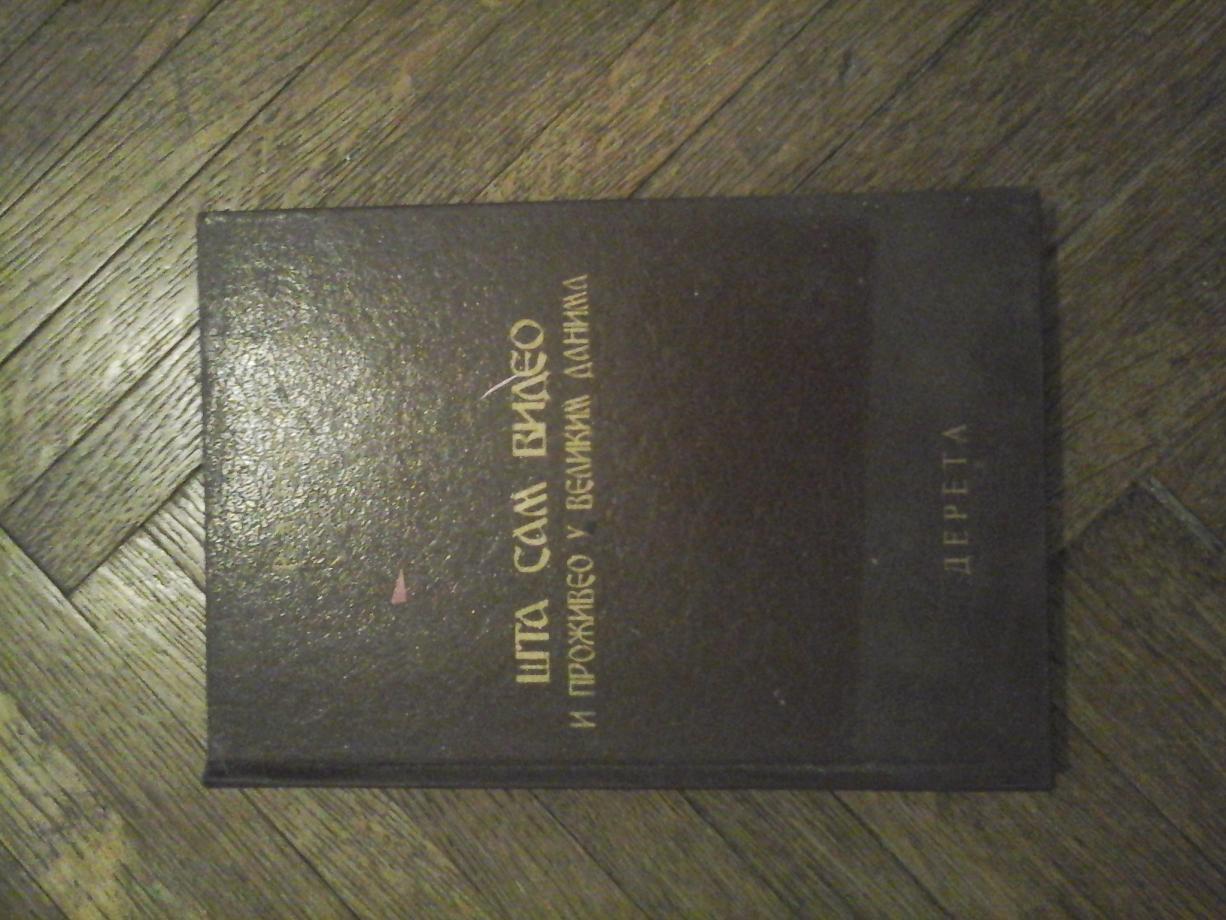 ШТА САМ ВИДЕО
И ПРОЖИВЕО У ВЕЛИКИМ ДАНИМА
ДЕРЕТА